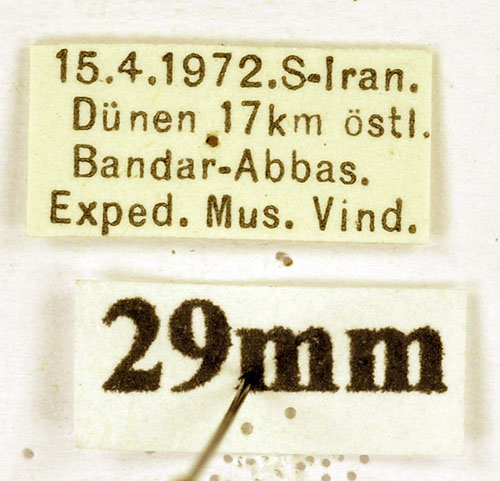 15.4.1972.S-Iran.
Dünen 17km östl.
Bandar-Abbas.
Exped. Mus. Vind.
29mm